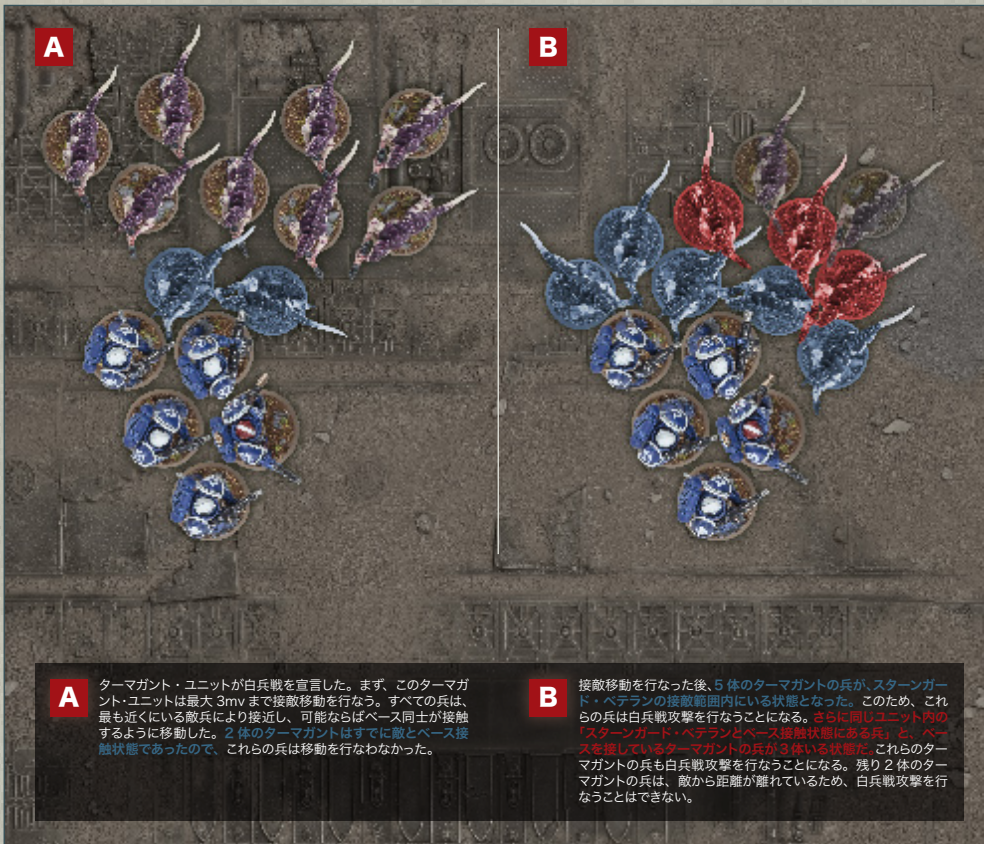 A
B
A
ターマガント・ユニットが白兵戦を宣言した。まず、このターマガ
ント・ユニットは最大 3mv まで接敵移動を行なう。すべての兵は、
最も近くにいる敵兵により接近し、可能ならばベース同士が接触
するように移動した。2 体のターマガントはすでに敵とベース接
触状態であったので、これらの兵は移動を行なわなかった。
B
接敵移動を行なった後、5 体のターマガントの兵が、スターンガー
ド・ベテランの接敵範囲内にいる状態となった。このため、これ
らの兵は白兵戦攻撃を行なうことになる。さらに同じユニット内の
「スターンガード・ベテランとベース接触状態にある兵」と、ベー
スを接しているターマガントの兵が 3 体いる状態だ。これらのター
マガントの兵も白兵戦攻撃を行なうことになる。残り 2 体のター
マガントの兵は、敵から距離が離れているため、白兵戦攻撃を行
なうことはできない。